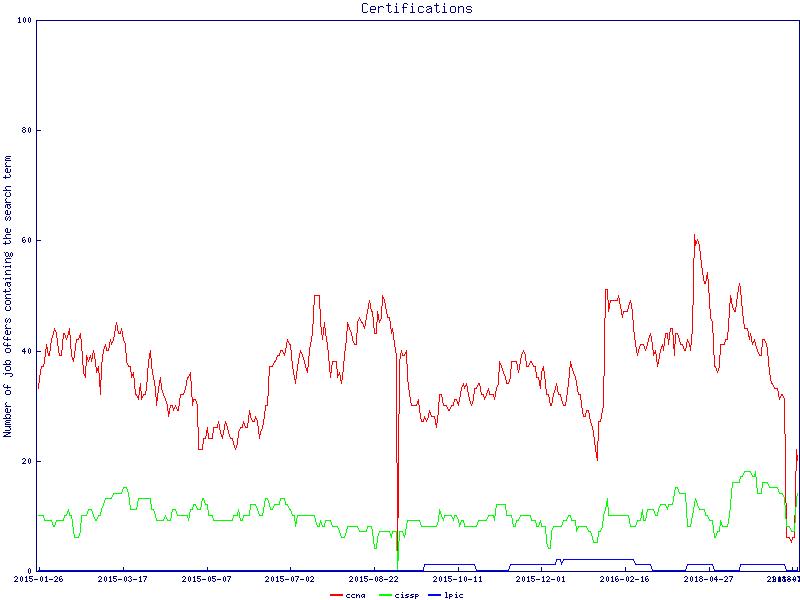 Certifications
Number of job offers containing the search term
100
80
60
40
20
0
2015-01-26 2015-03-17 2015-05-07 2015-07-02 2015-08-22 2015-10-11 2015-12-01 2016-02-16 2018-04-27
ccna cissp lpic